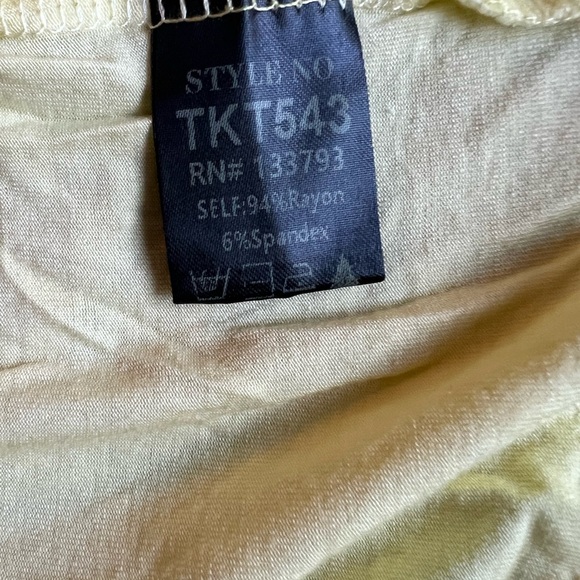 STYLE NO
TKT543
RN# 133793
SELF:94%Rayon
6%Spandex